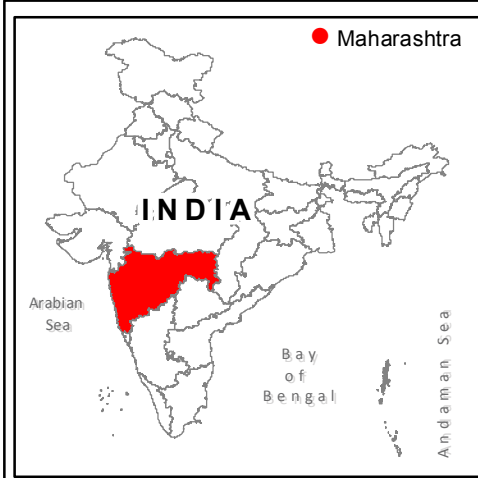 Maharashtra
INDIA
Arabian
Sea
Bay
of
Bengal
Andaman Sea